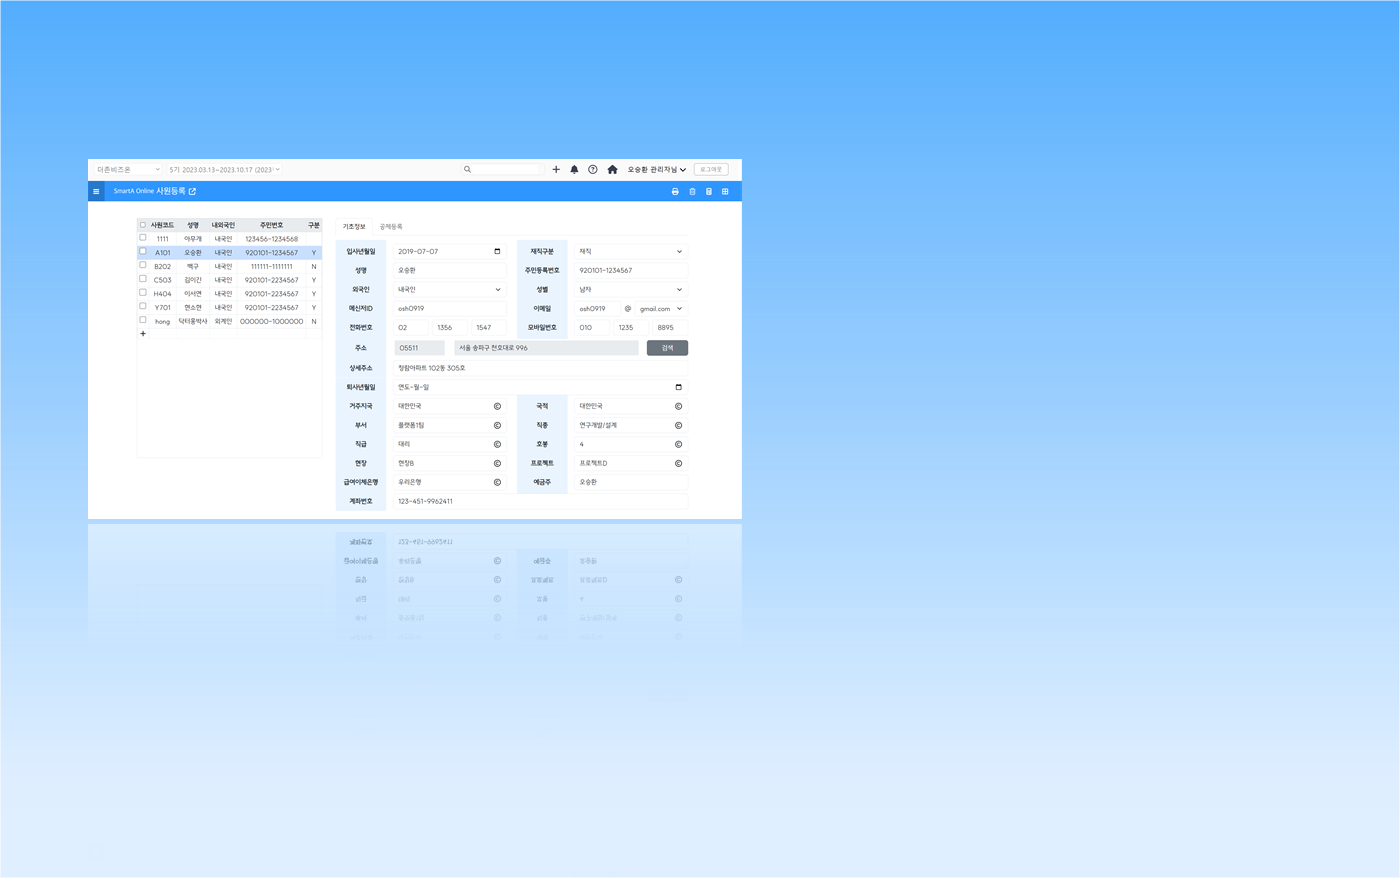 더존비즈온 5기 2023.03.13~2023.10.17 (2023 오승환 관리자님 로그아웃
SmartA Online 사원등록
사원코드 성명 내외국인 주민번호 구분
1111 아무개 내국인 123456-1234568
A101 오승환 내국인 920101-1234567 Y
B202 백구 내국인 111111-1111111 N
C503 김이긴 내국인 920101-2234567 Y
H404 이서연 내국인 920101-2234567 Y
Y701 현소현 내국인 920101-2234567 Y
hong 닥터홍박사 외계인 000000-1000000 N
기초정보 공제등록
입사년월일 2019-07-07 재직구분 재직
성명 오승환 주민등록번호 920101-1234567
외국인 내국인 성별 남자
메신저ID osh0919 이메일 osh0919 @ gmail.com
전화번호 02 1356 1547 모바일번호 010 1235 8895
주소 05511 서울 송파구 천호대로 996 검색
상세주소 청람아파트 102동 305호
퇴사년월일 연도-월-일
거주지국 대한민국 국적 대한민국
부서 플랫폼1팀 직종 연구개발/설계
직급 대리 호봉 4
현장 현장B 프로젝트 프로젝트D
급여이체은행 우리은행 예금주 오승환
계좌번호 123-451-9962411